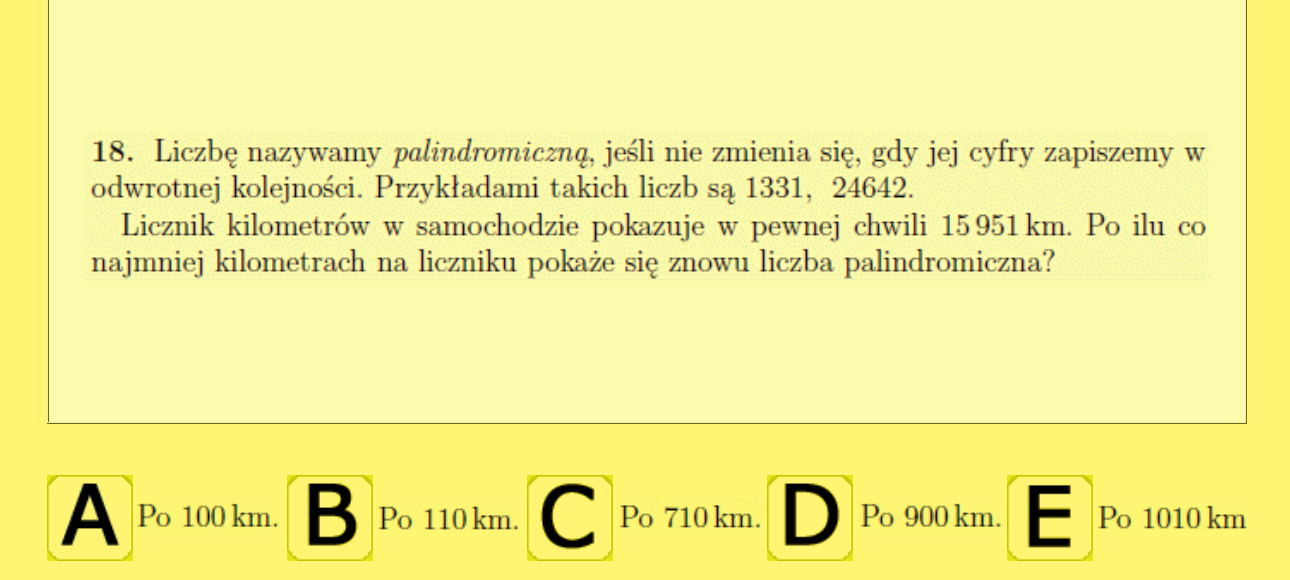 18. Liczbę nazywamy palindromiczną, jeśli nie zmienia się, gdy jej cyfry zapiszemy w
odwrotnej kolejności. Przykładami takich liczb są 1331, 24642.
Licznik kilometrów w samochodzie pokazuje w pewnej chwili 15 951 km. Po ilu co
najmniej kilometrach na liczniku pokaże się znowu liczba palindromiczna?
A Po 100 km. B Po 110 km. C Po 710 km. D Po 900 km. E Po 1010 km